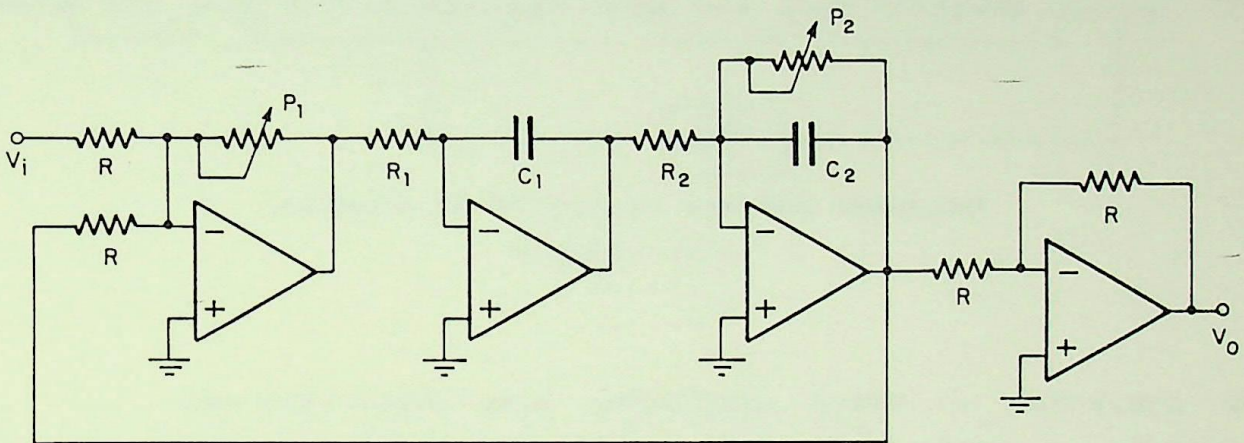 P₂
P₁
Vᵢ
R
R₁
C₁
R₂
C₂
R
R
−
+
−
+
−
+
R
−
+
Vₒ